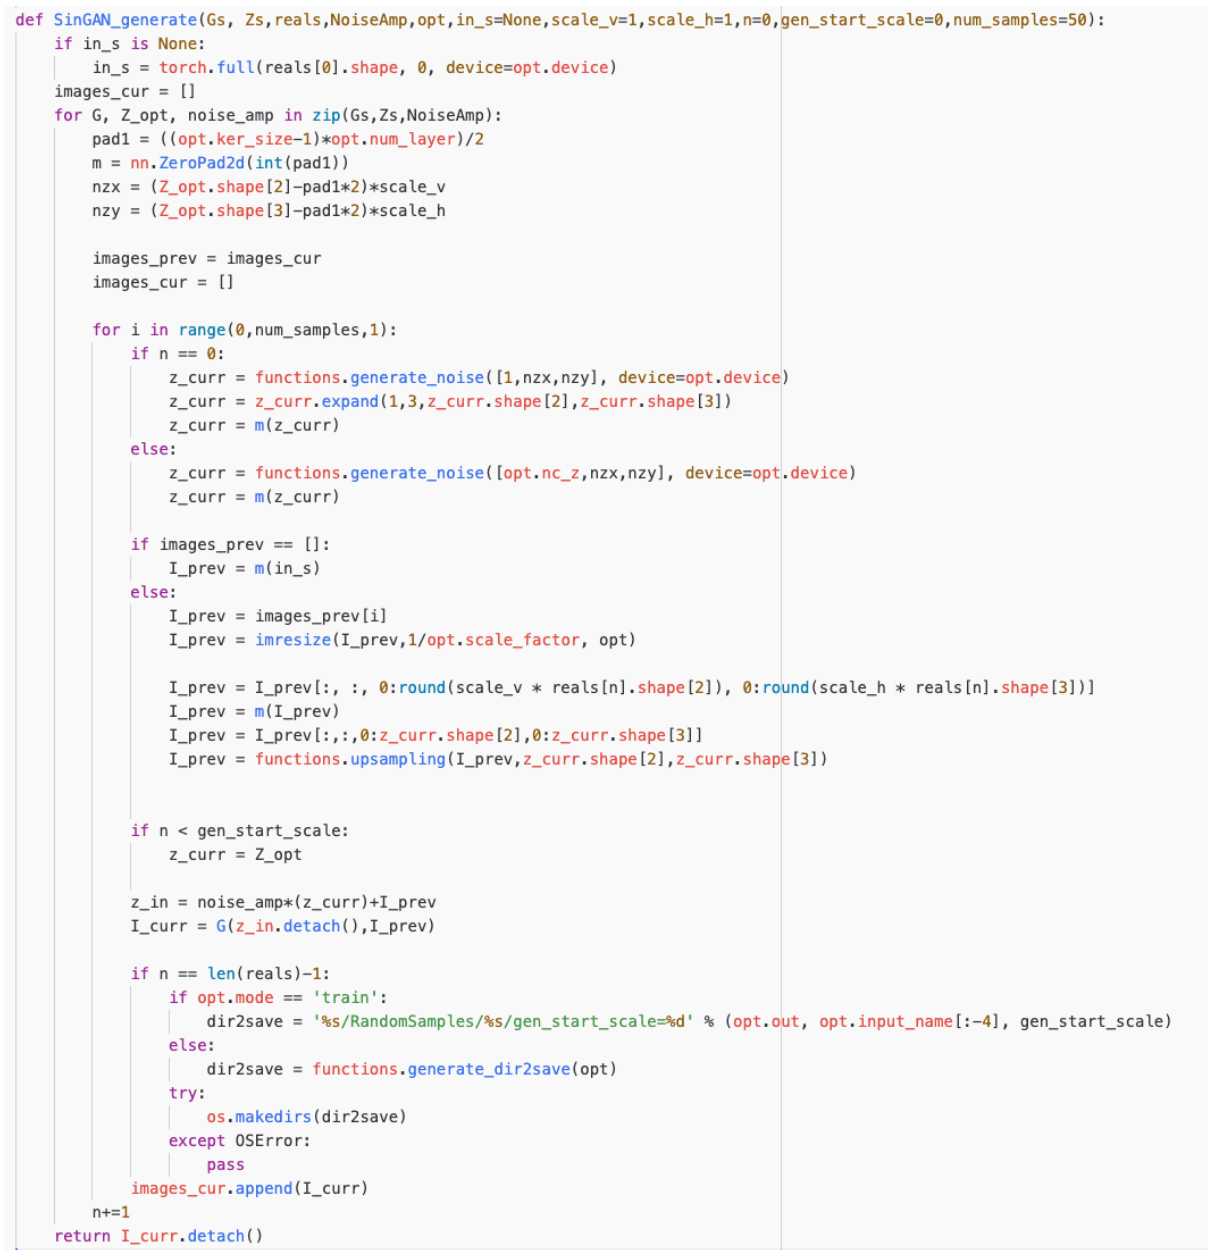 def SinGAN_generate(Gs, Zs,reals,NoiseAmp,opt,in_s=None,scale_v=1,scale_h=1,n=0,gen_start_scale=0,num_samples=50):
    if in_s is None:
        in_s = torch.full(reals[0].shape, 0, device=opt.device)
    images_cur = []
    for G, Z_opt, noise_amp in zip(Gs,Zs,NoiseAmp):
        pad1 = ((opt.ker_size-1)*opt.num_layer)/2
        m = nn.ZeroPad2d(int(pad1))
        nzx = (Z_opt.shape[2]-pad1*2)*scale_v
        nzy = (Z_opt.shape[3]-pad1*2)*scale_h

        images_prev = images_cur
        images_cur = []

        for i in range(0,num_samples,1):
            if n == 0:
                z_curr = functions.generate_noise([1,nzx,nzy], device=opt.device)
                z_curr = z_curr.expand(1,3,z_curr.shape[2],z_curr.shape[3])
                z_curr = m(z_curr)
            else:
                z_curr = functions.generate_noise([opt.nc_z,nzx,nzy], device=opt.device)
                z_curr = m(z_curr)

            if images_prev == []:
                I_prev = m(in_s)
            else:
                I_prev = images_prev[i]
                I_prev = imresize(I_prev,1/opt.scale_factor, opt)

                I_prev = I_prev[:, :, 0:round(scale_v * reals[n].shape[2]), 0:round(scale_h * reals[n].shape[3])]
                I_prev = m(I_prev)
                I_prev = I_prev[:,:,0:z_curr.shape[2],0:z_curr.shape[3]]
                I_prev = functions.upsampling(I_prev,z_curr.shape[2],z_curr.shape[3])


            if n < gen_start_scale:
                z_curr = Z_opt

            z_in = noise_amp*(z_curr)+I_prev
            I_curr = G(z_in.detach(),I_prev)

            if n == len(reals)-1:
                if opt.mode == 'train':
                    dir2save = '%s/RandomSamples/%s/gen_start_scale=%d' % (opt.out, opt.input_name[:-4], gen_start_scale)
                else:
                    dir2save = functions.generate_dir2save(opt)
                try:
                    os.makedirs(dir2save)
                except OSError:
                    pass
            images_cur.append(I_curr)
        n+=1
    return I_curr.detach()